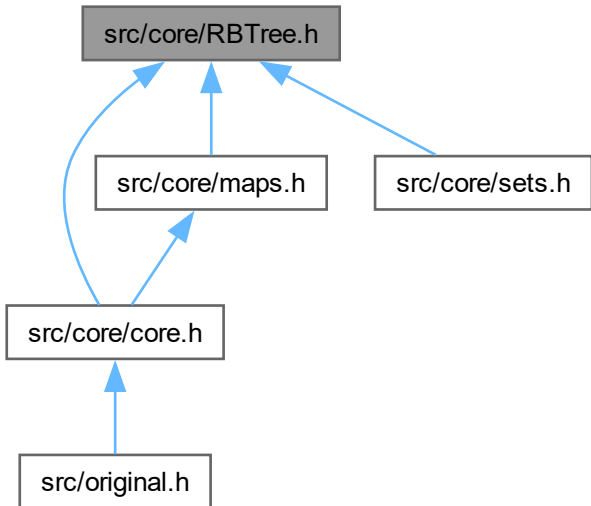 src/core/RBTree.h
src/core/maps.h
src/core/sets.h
src/core/core.h
src/original.h